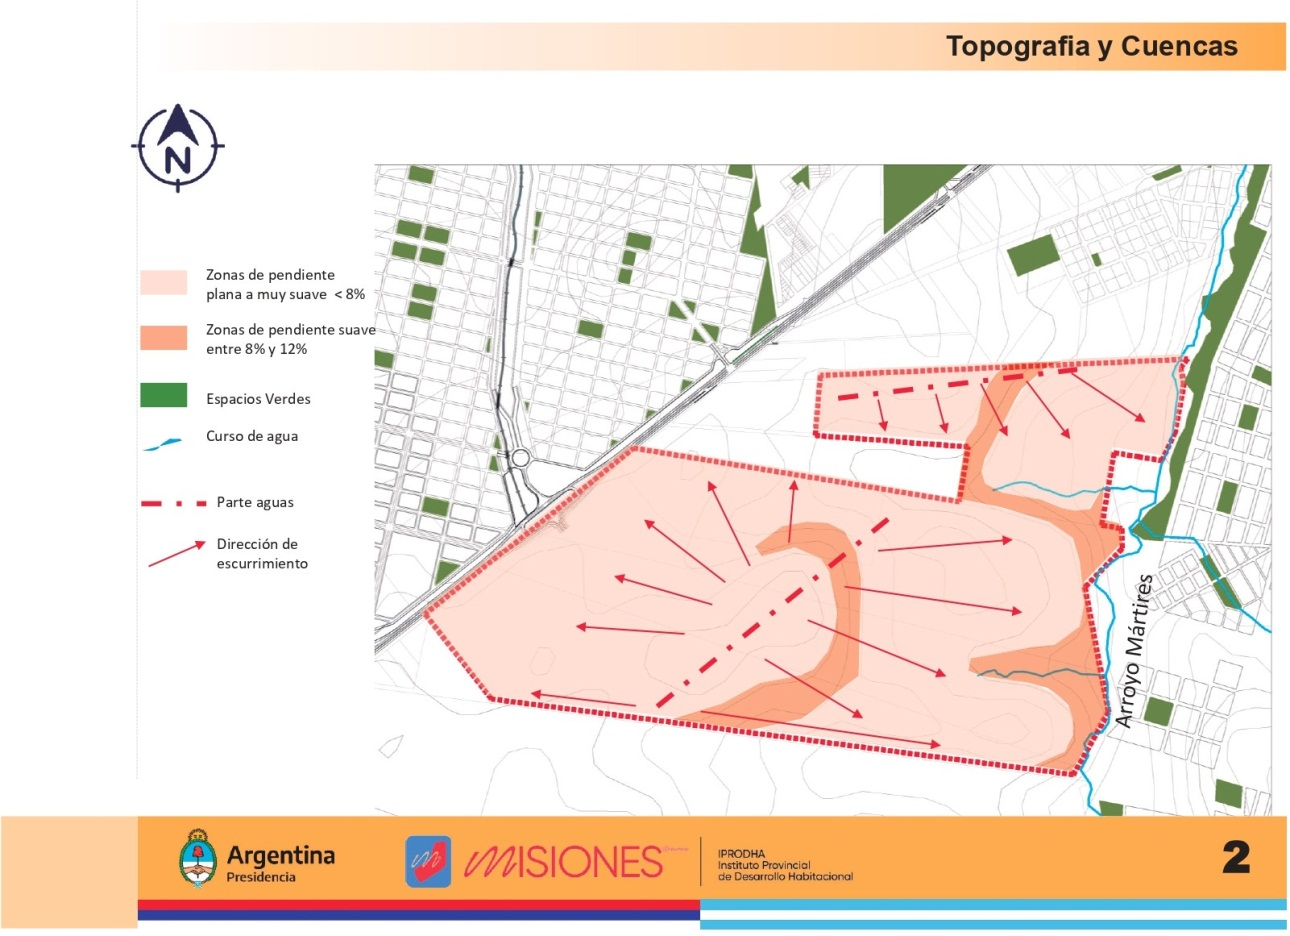 Topografia y Cuencas
N
Zonas de pendiente
plana a muy suave < 8%
Zonas de pendiente suave
entre 8% y 12%
Espacios Verdes
Curso de agua
Parte aguas
Dirección de
escurrimiento
Arroyo Mártires
Argentina
Presidencia
MISIONES
IPRODHA
Instituto Provincial
de Desarrollo Habitacional
2